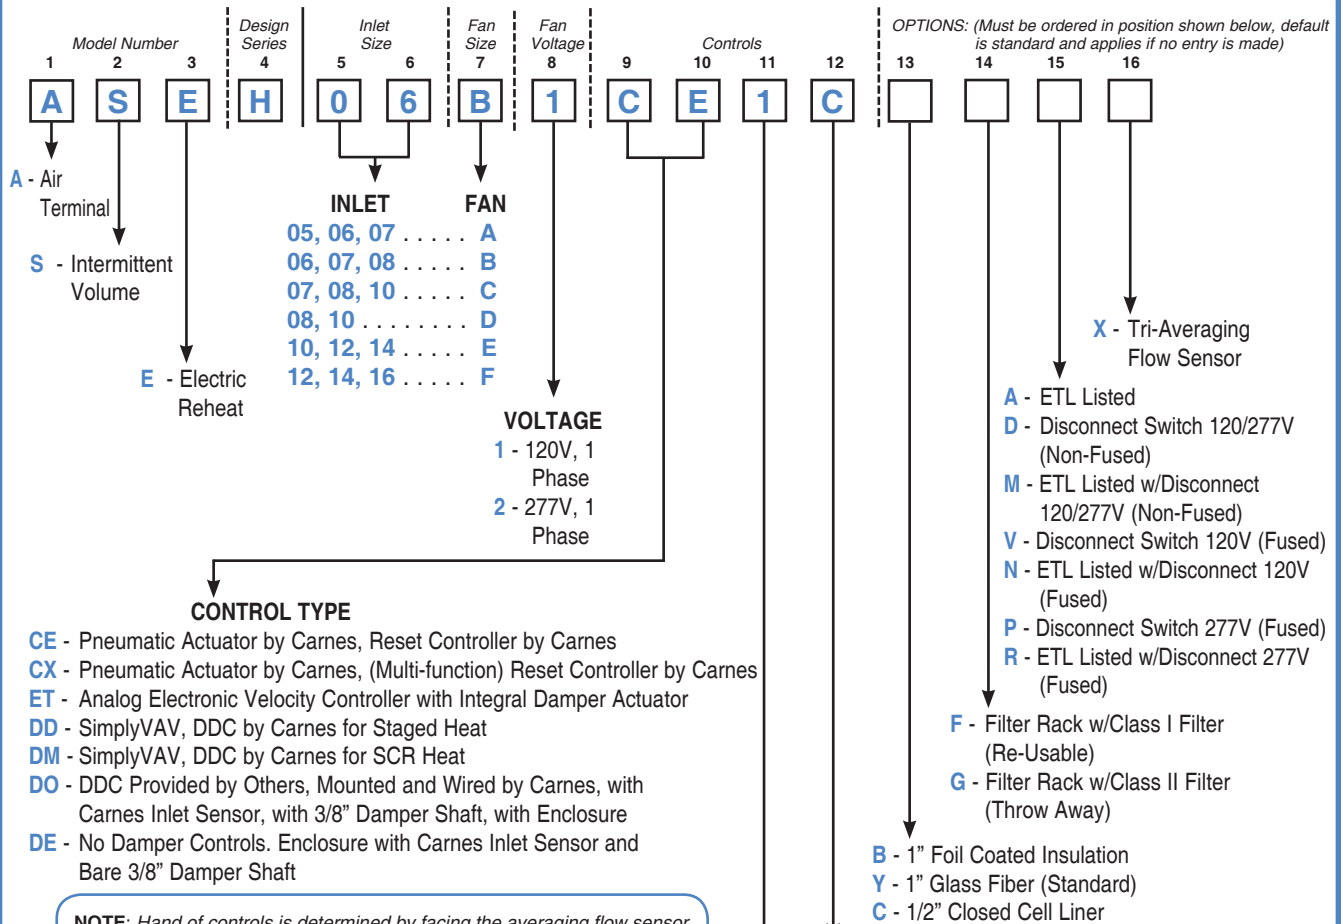 Model Number
Design Series
Inlet Size
Fan Size
Fan Voltage
Controls
OPTIONS: (Must be ordered in position shown below, default
is standard and applies if no entry is made)
1 2 3 4 5 6 7 8 9 10 11 12 13 14 15 16
A S E H 0 6 B 1 C E 1 C
A - Air
Terminal
S - Intermittent
Volume
E - Electric
Reheat
INLET FAN
05, 06, 07 . . . . . A
06, 07, 08 . . . . . B
07, 08, 10 . . . . . C
08, 10 . . . . . . . . D
10, 12, 14 . . . . . E
12, 14, 16 . . . . . F
VOLTAGE
1 - 120V, 1
Phase
2 - 277V, 1
Phase
CONTROL TYPE
CE - Pneumatic Actuator by Carnes, Reset Controller by Carnes
CX - Pneumatic Actuator by Carnes, (Multi-function) Reset Controller by Carnes
ET - Analog Electronic Velocity Controller with Integral Damper Actuator
DD - SimplyVAV, DDC by Carnes for Staged Heat
DM - SimplyVAV, DDC by Carnes for SCR Heat
DO - DDC Provided by Others, Mounted and Wired by Carnes, with
Carnes Inlet Sensor, with 3/8" Damper Shaft, with Enclosure
DE - No Damper Controls. Enclosure with Carnes Inlet Sensor and
Bare 3/8" Damper Shaft
NOTE: Hand of controls is determined by facing the averaging flow sensor
X - Tri-Averaging
Flow Sensor
A - ETL Listed
D - Disconnect Switch 120/277V
(Non-Fused)
M - ETL Listed w/Disconnect
120/277V (Non-Fused)
V - Disconnect Switch 120V (Fused)
N - ETL Listed w/Disconnect 120V
(Fused)
P - Disconnect Switch 277V (Fused)
R - ETL Listed w/Disconnect 277V
(Fused)
F - Filter Rack w/Class I Filter
(Re-Usable)
G - Filter Rack w/Class II Filter
(Throw Away)
B - 1" Foil Coated Insulation
Y - 1" Glass Fiber (Standard)
C - 1/2" Closed Cell Liner